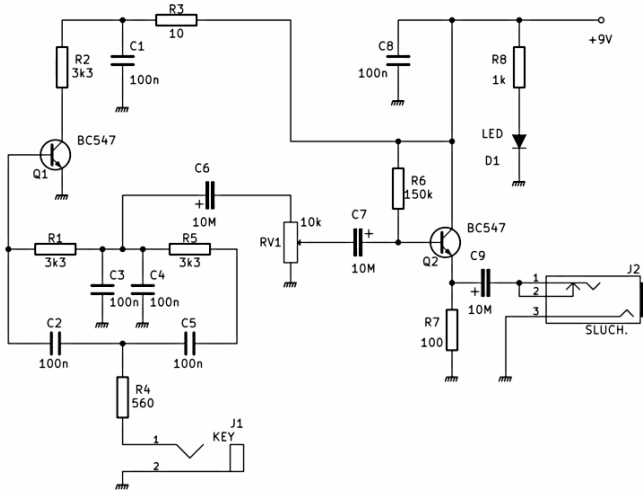 R3
10
C1
100n
R2
3k3
C8
100n
+9V
R8
1k
LED
D1
BC547
Q1
C6
+
10M
R6
150k
10k
RV1
C7
+
10M
BC547
Q2
C9
+
10M
R1
3k3
R5
3k3
C3
100n
C4
100n
1
2
3
J2
SLUCH.
R7
100
C2
100n
C5
100n
R4
560
J1
KEY
1
2